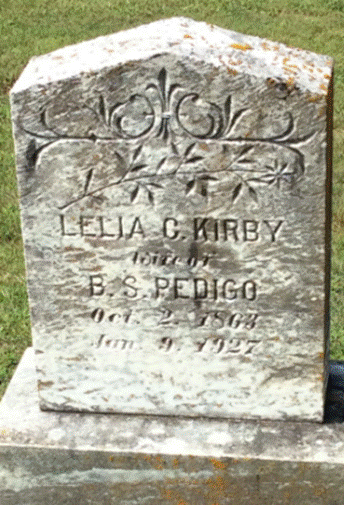 LELIA C. KIRBY
wife of
B. S. PEDIGO
Oct. 2. 1863
Jan. 9. 1927